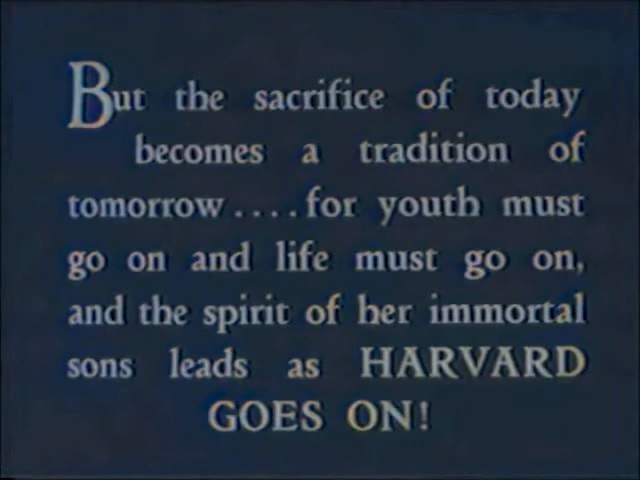 But the sacrifice of today
becomes a tradition of
tomorrow....for youth must
go on and life must go on,
and the spirit of her immortal
sons leads as HARVARD
GOES ON!